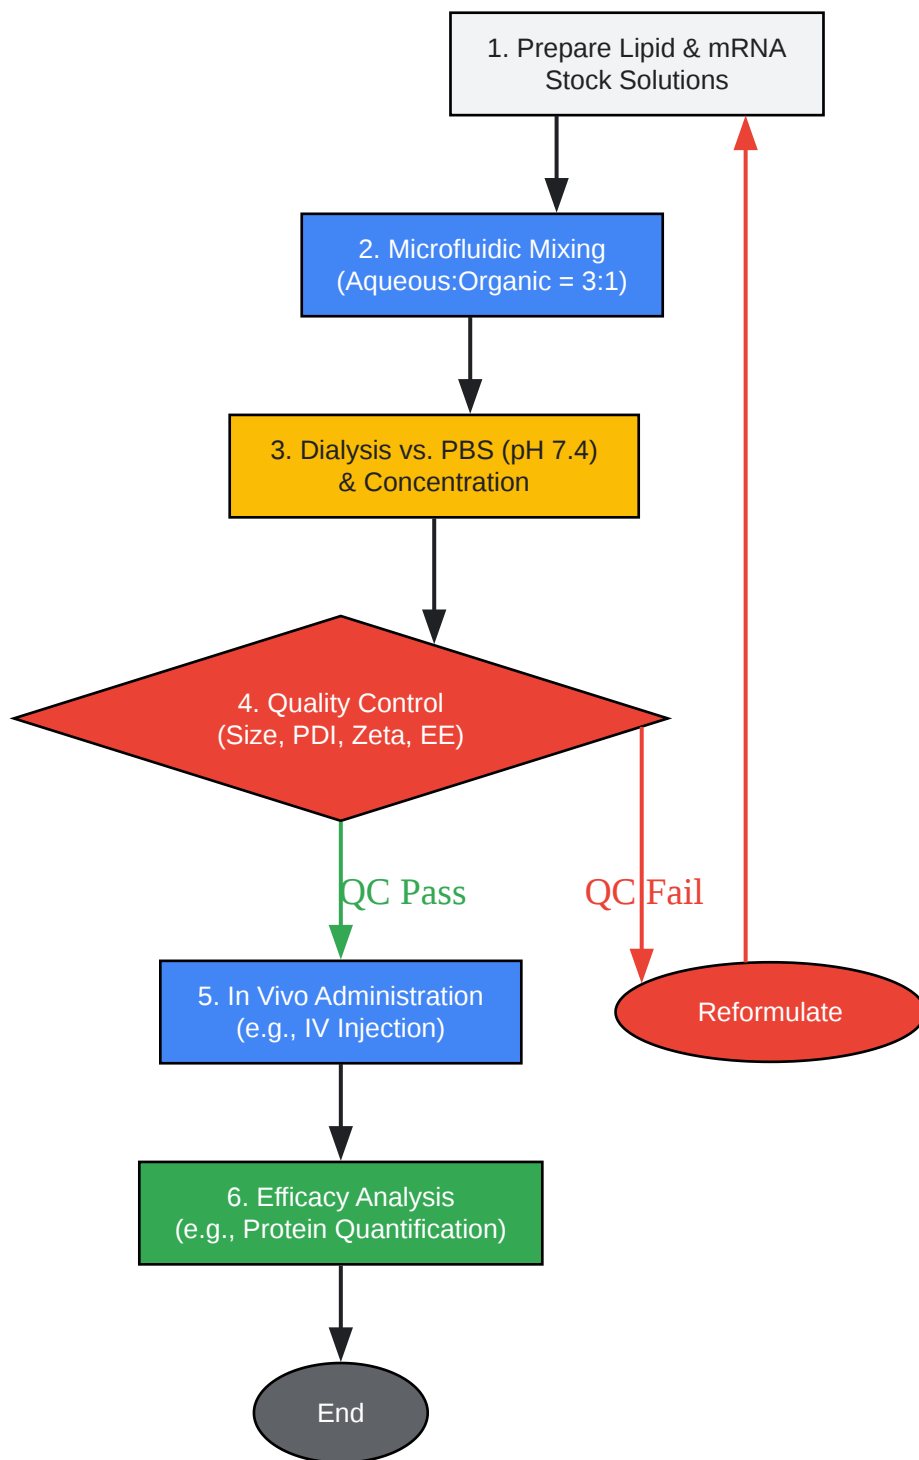 1. Prepare Lipid & mRNA
Stock Solutions
2. Microfluidic Mixing
(Aqueous:Organic = 3:1)
3. Dialysis vs. PBS (pH 7.4)
& Concentration
4. Quality Control
(Size, PDI, Zeta, EE)
QC Pass
QC Fail
5. In Vivo Administration
(e.g., IV Injection)
Reformulate
6. Efficacy Analysis
(e.g., Protein Quantification)
End